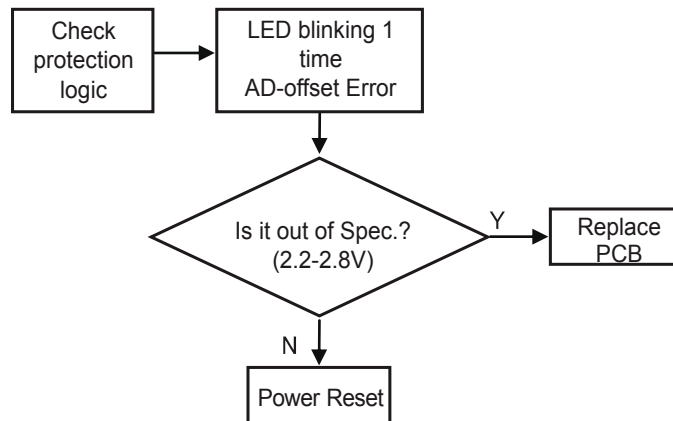 Check
protection
logic
LED blinking 1
time
AD-offset Error
Is it out of Spec.?
(2.2-2.8V)
Y
Replace
PCB
N
Power Reset